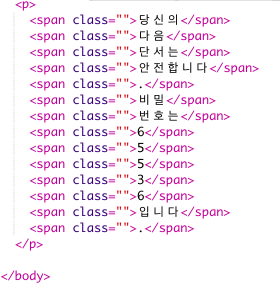 <p>
<span class="">당신의</span>
<span class="">다음</span>
<span class="">단서는</span>
<span class="">안전합니다</span>
<span class="">.</span>
<span class="">비밀</span>
<span class="">번호는</span>
<span class="">6</span>
<span class="">5</span>
<span class="">5</span>
<span class="">3</span>
<span class="">6</span>
<span class="">입니다</span>
<span class="">.</span>
</p>
</body>